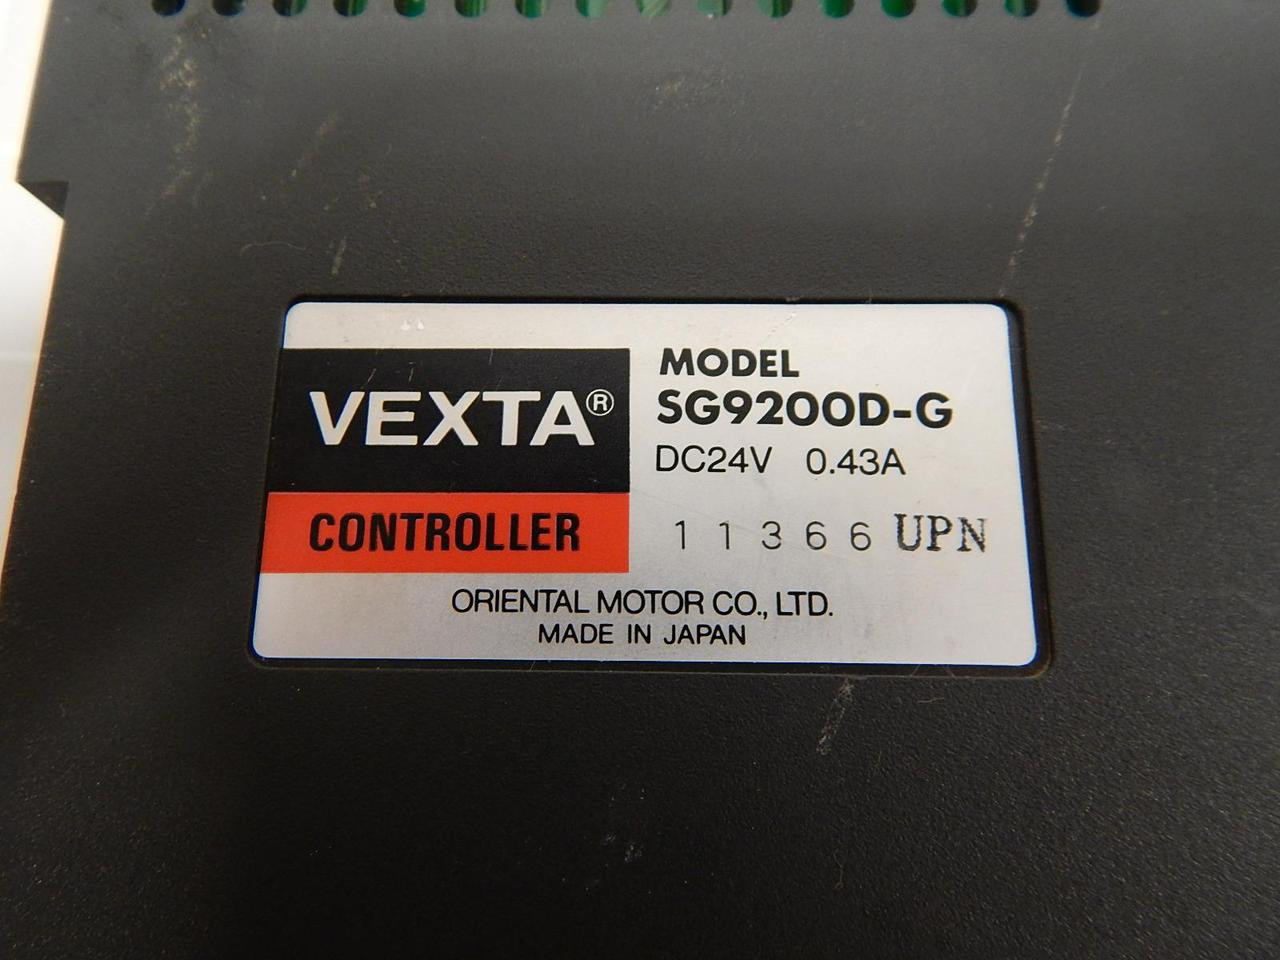 VEXTA®
CONTROLLER
MODEL
SG9200D-G
DC24V 0.43A
11366 UPN
ORIENTAL MOTOR CO., LTD.
MADE IN JAPAN